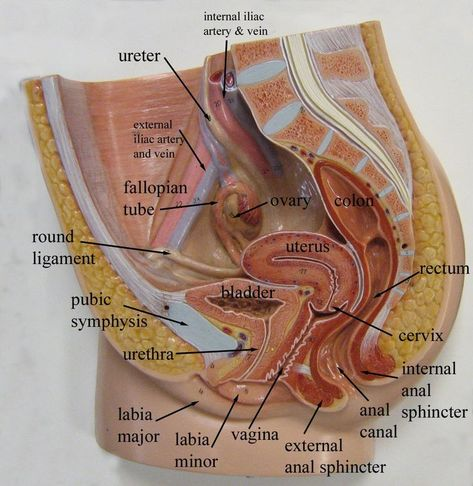 internal iliac
artery & vein
ureter
external
iliac artery
and vein
fallopian
tube
ovary
colon
round
ligament
uterus
rectum
bladder
pubic
symphysis
cervix
urethra
internal
anal
sphincter
labia
major
labia
minor
vagina
external
anal sphincter
anal
canal